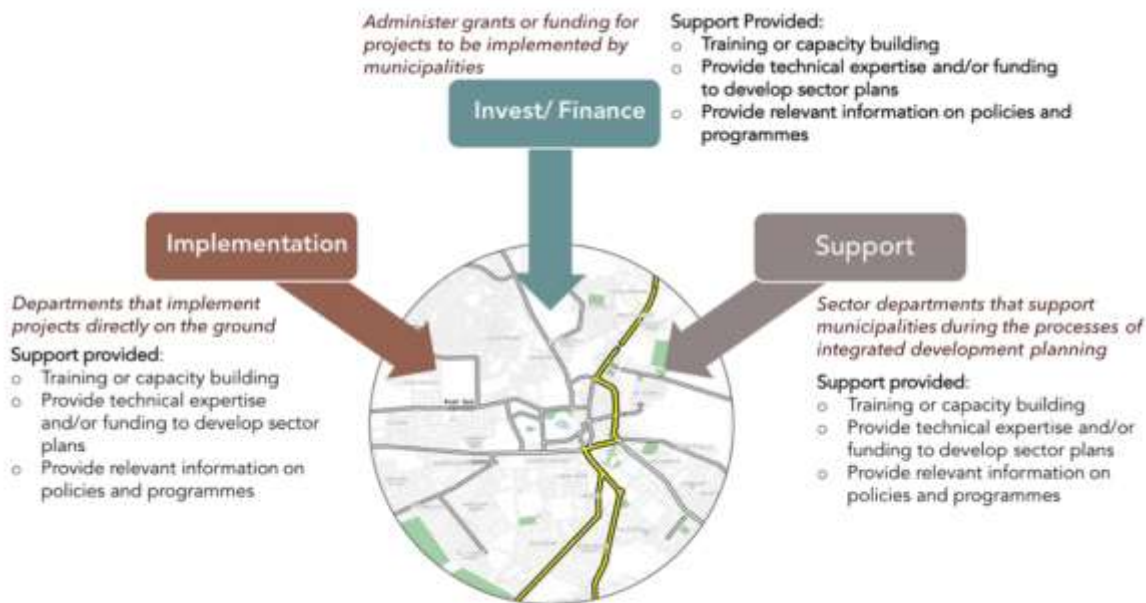 Administer grants or funding for
projects to be implemented by
municipalities
Invest/ Finance
Support Provided:
o Training or capacity building
o Provide technical expertise and/or funding
to develop sector plans
o Provide relevant information on policies and
programmes
Implementation
Departments that implement
projects directly on the ground
Support provided:
o Training or capacity building
o Provide technical expertise
and/or funding to develop sector
plans
o Provide relevant information on
policies and programmes
Support
Sector departments that support
municipalities during the processes of
integrated development planning
Support provided:
o Training or capacity building
o Provide technical expertise and/or
funding to develop sector plans
o Provide relevant information on
policies and programmes